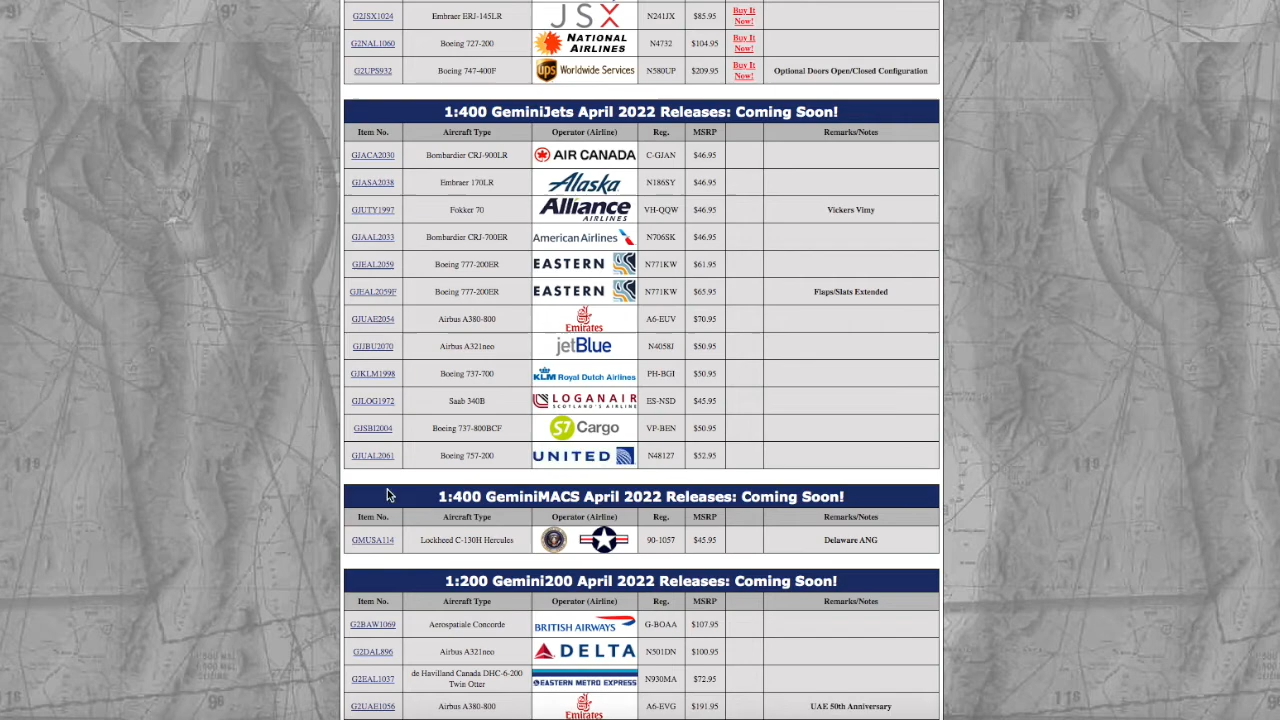 G2JSX1024 Embraer ERJ-145LR JSX N241JX $85.95 Buy It Now!
G2NAL1060 Boeing 727-200 NATIONAL AIRLINES N4732 $104.95 Buy It Now!
G2UPS932 Boeing 747-400F ups Worldwide Services N580UP $209.95 Buy It Now! Optional Doors Open/Closed Configuration
1:400 GeminiJets April 2022 Releases: Coming Soon!
Item No. Aircraft Type Operator (Airline) Reg. MSRP Remarks/Notes
GJACA2030 Bombardier CRJ-900LR AIR CANADA C-GJAN $46.95
GJASA2038 Embraer 170LR Alaska N186SY $46.95
GJUTY1997 Fokker 70 Alliance AIRLINES VH-QQW $46.95 Vickers Vimy
GJAAL2033 Bombardier CRJ-700ER American Airlines N706SK $46.95
GJEAL2059 Boeing 777-200ER EASTERN N771KW $61.95
GJEAL2059F Boeing 777-200ER EASTERN N771KW $65.95 Flaps/Slats Extended
GJUAE2054 Airbus A380-800 Emirates A6-EUV $70.95
GJJBU2070 Airbus A321neo jetBlue N4058J $50.95
GJKLM1998 Boeing 737-700 KLM Royal Dutch Airlines PH-BGI $50.95
GJLOG1972 Saab 340B LOGANAIR SCOTLAND'S AIRLINE ES-NSD $45.95
GJSBI2004 Boeing 737-800BCF S7 Cargo VP-BEN $50.95
GJUAL2061 Boeing 757-200 UNITED N48127 $52.95
1:400 GeminiMACS April 2022 Releases: Coming Soon!
Item No. Aircraft Type Operator (Airline) Reg. MSRP Remarks/Notes
GMUSA114 Lockheed C-130H Hercules 90-1057 $45.95 Delaware ANG
1:200 Gemini200 April 2022 Releases: Coming Soon!
Item No. Aircraft Type Operator (Airline) Reg. MSRP Remarks/Notes
G2BAW1069 Aerospatiale Concorde BRITISH AIRWAYS G-BOAA $107.95
G2DAL896 Airbus A321neo DELTA N501DN $100.95
G2EAL1037 de Havilland Canada DHC-6-200 Twin Otter EASTERN METRO EXPRESS N930MA $72.95
G2UAE1056 Airbus A380-800 Emirates A6-EVG $191.95 UAE 50th Anniversary